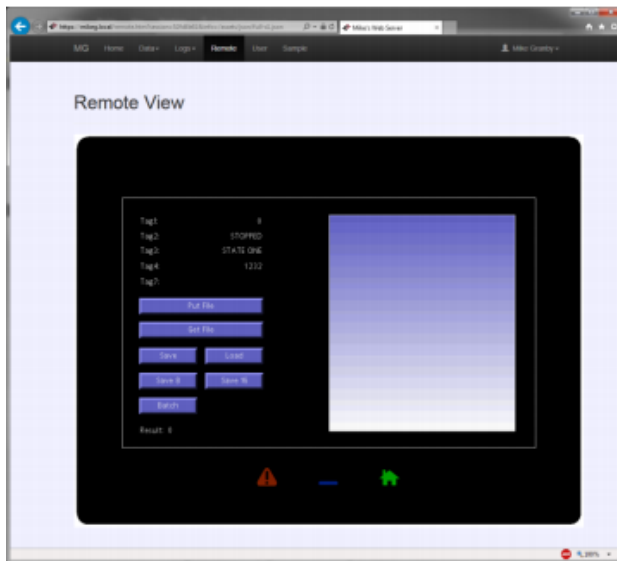 Mike's Web Server
MG Home Data Logs Remote User Sample Mike Granby
Remote View
Tag1: 0
Tag2: STOPPED
Tag3: STATE ONE
Tag4: 1232
Tag7:
Put File
Get File
Save Load
Save 8 Save 16
Batch
Result: 0